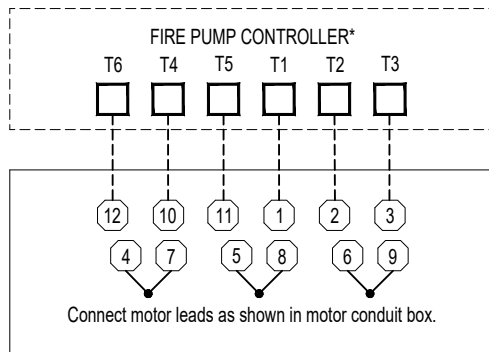 FIRE PUMP CONTROLLER*
T6 T4 T5 T1 T2 T3
12 10 11 1 2 3
4 7 5 8 6 9
Connect motor leads as shown in motor conduit box.